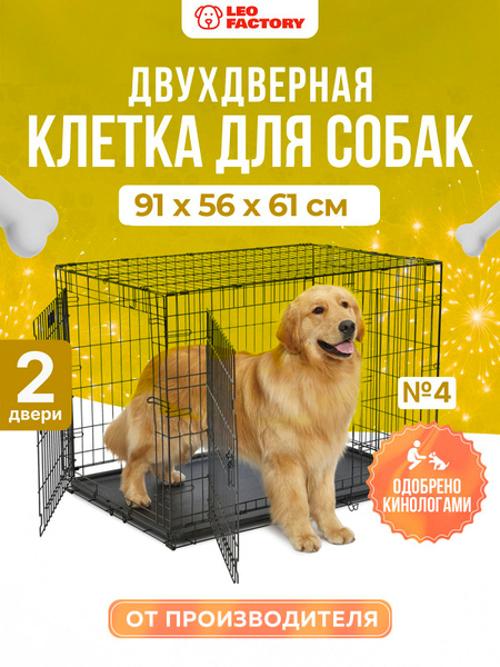 LEO
FACTORY
ДВУХДВЕРНАЯ
КЛЕТКА ДЛЯ СОБАК
91 x 56 x 61 см
2
двери
№4
ОДОБРЕНО
КИНОЛОГАМИ
ОТ ПРОИЗВОДИТЕЛЯ